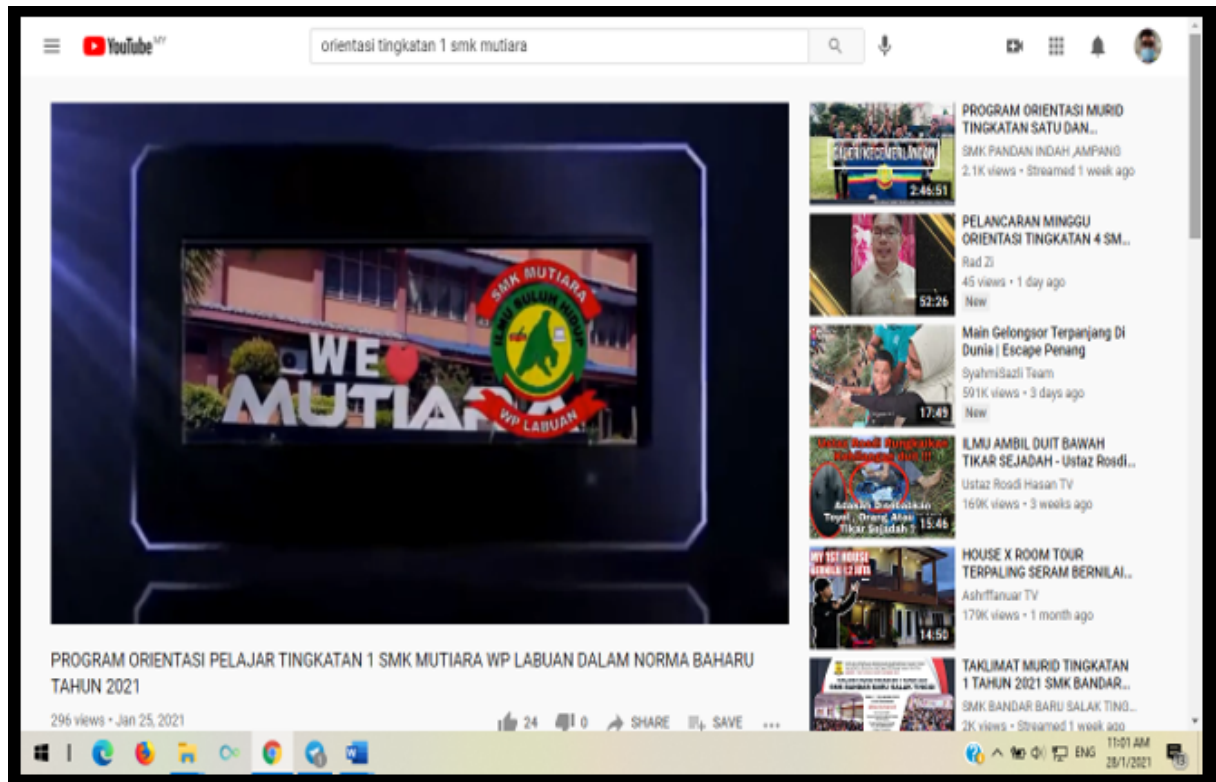 YouTube MY
orientasi tingkatan 1 smk mutiara
SMK MUTIARA
ILMU SULUH HIDUP
WP LABUAN
WE
MUTIARA
PROGRAM ORIENTASI PELAJAR TINGKATAN 1 SMK MUTIARA WP LABUAN DALAM NORMA BAHARU
TAHUN 2021
296 views • Jan 25, 2021
24
0
SHARE
SAVE
2:46:51
PROGRAM ORIENTASI MURID
TINGKATAN SATU DAN...
SMK PANDAN INDAH ,AMPANG
2.1K views • Streamed 1 week ago
52:26
PELANCARAN MINGGU
ORIENTASI TINGKATAN 4 SM...
Rad Zi
45 views • 1 day ago
New
17:49
Main Gelongsor Terpanjang Di
Dunia | Escape Penang
SyahmiSazli Team
591K views • 3 days ago
New
15:46
ILMU AMBIL DUIT BAWAH
TIKAR SEJADAH - Ustaz Rosdi...
Ustaz Rosdi Hasan TV
169K views • 3 weeks ago
MY 1ST HOUSE
14:50
HOUSE X ROOM TOUR
TERPALING SERAM BERNILAI...
Ashrffanuar TV
179K views • 1 month ago
TAKLIMAT MURID TINGKATAN
1 TAHUN 2021 SMK BANDAR...
SMK BANDAR BARU SALAK TING...
2K views • Streamed 1 week ago
ENG
11:01 AM
28/1/2021